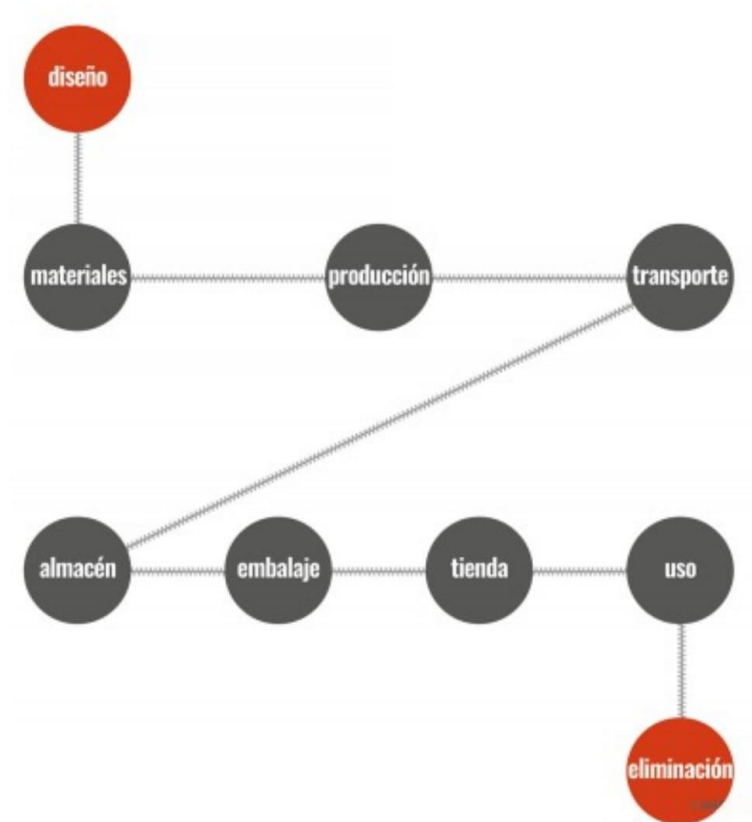 diseño
materiales
producción
transporte
almacén
embalaje
tienda
uso
eliminación